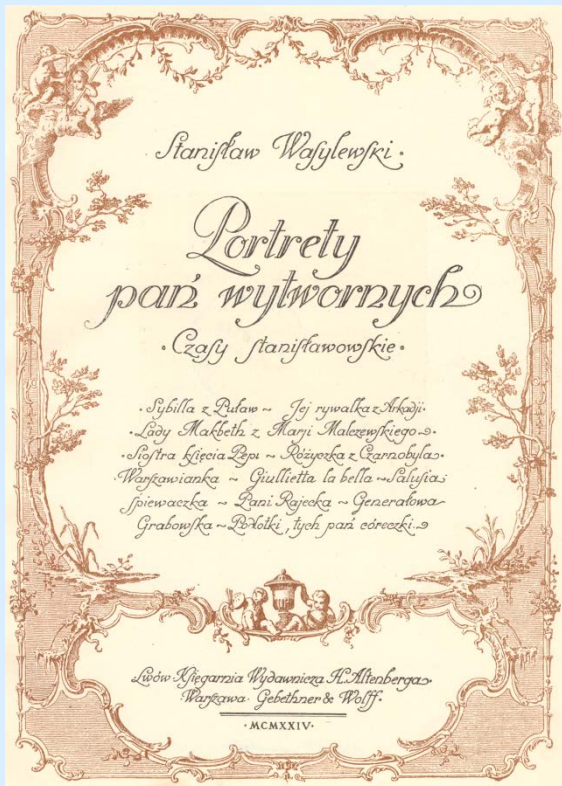 Stanisław Wasylewski ·
Portrety
pań wytwornych
· Czasy stanisławowskie ·
· Sybilla z Puław ~ Jej rywalka z Arkadji·
· Lady Makbeth z Marji Malczewskiego
· Siostra księcia Pepi ~ Różyczka z Czarnobyla
Warszawianka ~ Giullietta la bella ~ Salusia
śpiewaczka ~ Pani Rajecka ~ Generałowa
Grabowska ~ Podlotki, tych pań córeczki.
Lwów Księgarnia Wydawnicza H. Altenberga
Warszawa · Gebethner & Wolff ·
· MCMXXIV ·